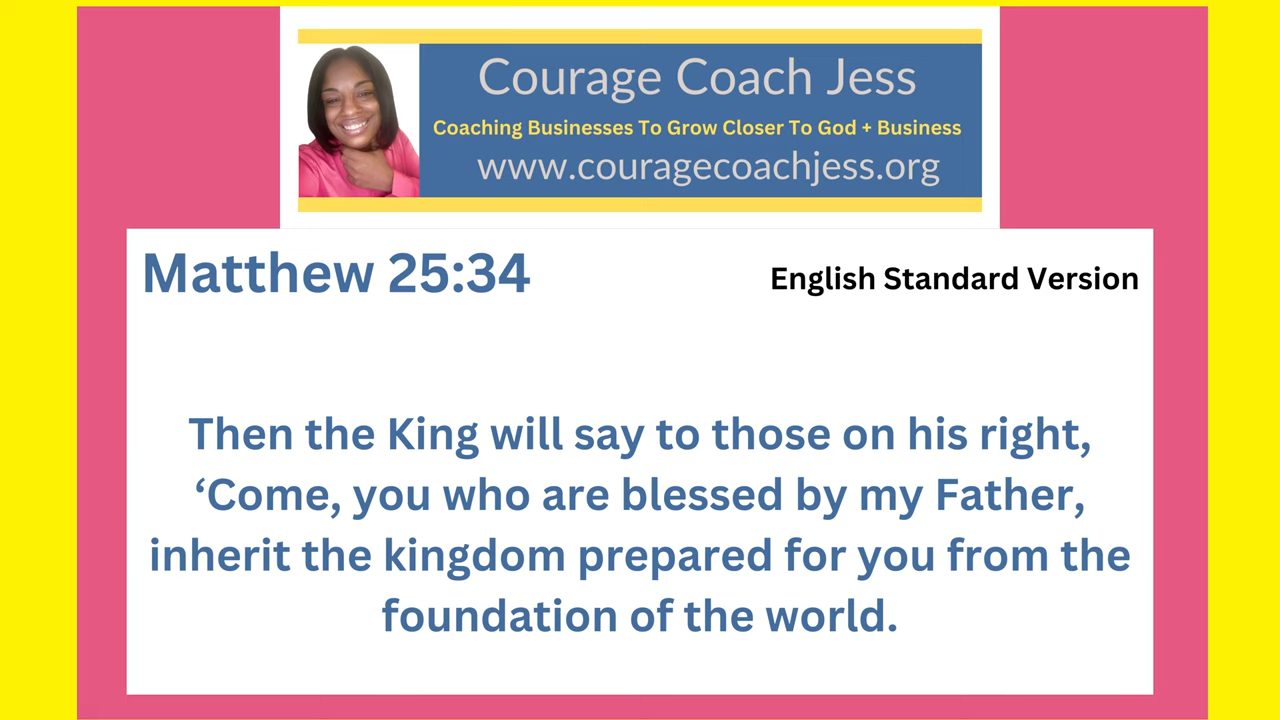 Courage Coach Jess
Coaching Businesses To Grow Closer To God + Business
www.couragecoachjess.org
Matthew 25:34
English Standard Version
Then the King will say to those on his right,
‘Come, you who are blessed by my Father,
inherit the kingdom prepared for you from the
foundation of the world.